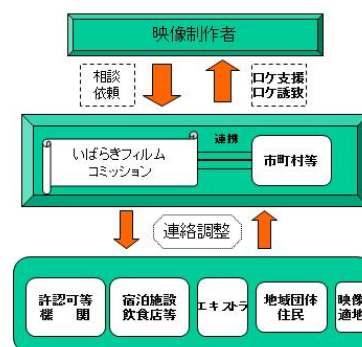 映像制作者
相談
依頼
ロケ支援
ロケ誘致
連携
いばらきフィルム
コミッション
市町村等
連絡調整
許認可等
機　関
宿泊施設
飲食店等
エキストラ
地域団体
住民
映像
適地